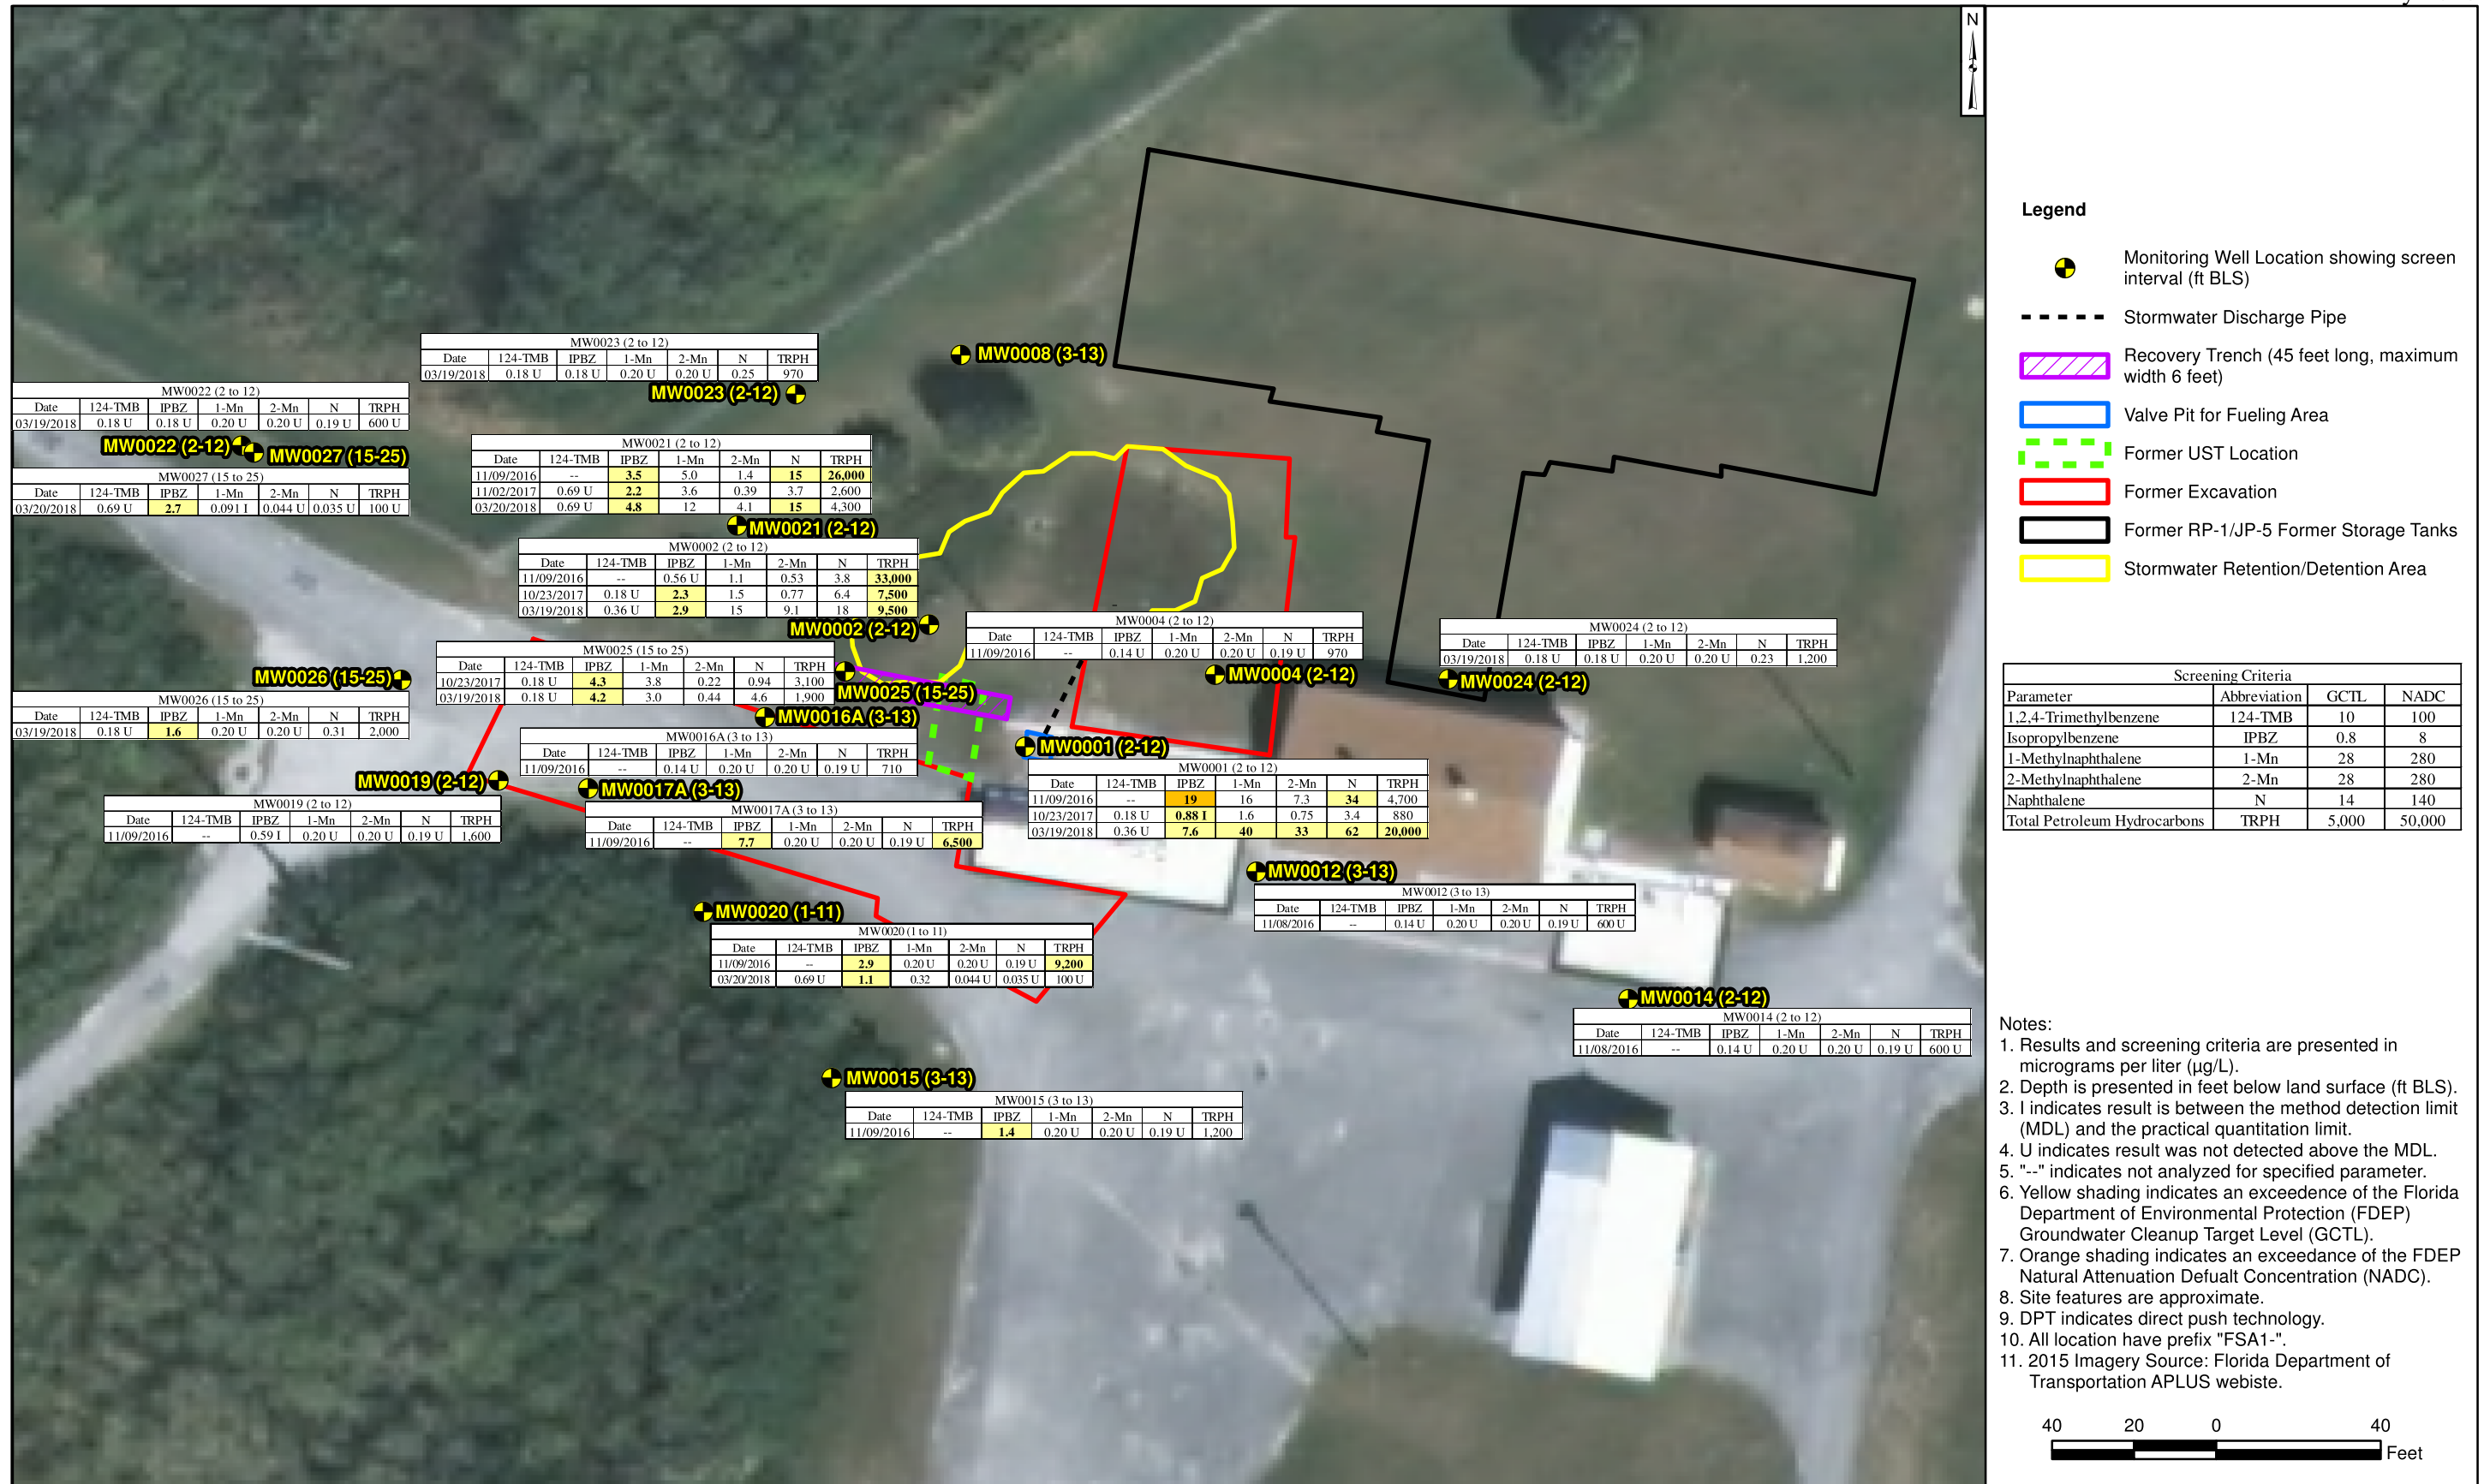 N
MW0023 (2 to 12)
Date 124-TMB IPBZ 1-Mn 2-Mn N TRPH
03/19/2018 0.18 U 0.18 U 0.20 U 0.20 U 0.25 970
MW0023 (2-12)
MW0008 (3-13)
MW0022 (2 to 12)
Date 124-TMB IPBZ 1-Mn 2-Mn N TRPH
03/19/2018 0.18 U 0.18 U 0.20 U 0.20 U 0.19 U 600 U
MW0022 (2-12)
MW0027 (15-25)
MW0027 (15 to 25)
Date 124-TMB IPBZ 1-Mn 2-Mn N TRPH
03/20/2018 0.69 U 2.7 0.091 I 0.044 U 0.035 U 100 U
MW0021 (2 to 12)
Date 124-TMB IPBZ 1-Mn 2-Mn N TRPH
11/09/2016 -- 3.5 5.0 1.4 15 26,000
11/02/2017 0.69 U 2.2 3.6 0.39 3.7 2,600
03/20/2018 0.69 U 4.8 12 4.1 15 4,300
MW0021 (2-12)
MW0002 (2 to 12)
Date 124-TMB IPBZ 1-Mn 2-Mn N TRPH
11/09/2016 -- 0.56 U 1.1 0.53 3.8 33,000
10/23/2017 0.18 U 2.3 1.5 0.77 6.4 7,500
03/19/2018 0.36 U 2.9 15 9.1 18 9,500
MW0002 (2-12)
MW0004 (2 to 12)
Date 124-TMB IPBZ 1-Mn 2-Mn N TRPH
11/09/2016 -- 0.14 U 0.20 U 0.20 U 0.19 U 970
MW0004 (2-12)
MW0024 (2 to 12)
Date 124-TMB IPBZ 1-Mn 2-Mn N TRPH
03/19/2018 0.18 U 0.18 U 0.20 U 0.20 U 0.23 1,200
MW0024 (2-12)
MW0025 (15 to 25)
Date 124-TMB IPBZ 1-Mn 2-Mn N TRPH
10/23/2017 0.18 U 4.3 3.8 0.22 0.94 3,100
03/19/2018 0.18 U 4.2 3.0 0.44 4.6 1,900
MW0025 (15-25)
MW0026 (15-25)
MW0026 (15 to 25)
Date 124-TMB IPBZ 1-Mn 2-Mn N TRPH
03/19/2018 0.18 U 1.6 0.20 U 0.20 U 0.31 2,000
MW0016A (3-13)
MW0016A (3 to 13)
Date 124-TMB IPBZ 1-Mn 2-Mn N TRPH
11/09/2016 -- 0.14 U 0.20 U 0.20 U 0.19 U 710
MW0001 (2-12)
MW0001 (2 to 12)
Date 124-TMB IPBZ 1-Mn 2-Mn N TRPH
11/09/2016 -- 19 16 7.3 34 4,700
10/23/2017 0.18 U 0.88 I 1.6 0.75 3.4 880
03/19/2018 0.36 U 7.6 40 33 62 20,000
MW0019 (2-12)
MW0019 (2 to 12)
Date 124-TMB IPBZ 1-Mn 2-Mn N TRPH
11/09/2016 -- 0.59 I 0.20 U 0.20 U 0.19 U 1,600
MW0017A (3-13)
MW0017A (3 to 13)
Date 124-TMB IPBZ 1-Mn 2-Mn N TRPH
11/09/2016 -- 7.7 0.20 U 0.20 U 0.19 U 6,500
MW0012 (3-13)
MW0012 (3 to 13)
Date 124-TMB IPBZ 1-Mn 2-Mn N TRPH
11/08/2016 -- 0.14 U 0.20 U 0.20 U 0.19 U 600 U
MW0020 (1-11)
MW0020 (1 to 11)
Date 124-TMB IPBZ 1-Mn 2-Mn N TRPH
11/09/2016 -- 2.9 0.20 U 0.20 U 0.19 U 9,200
03/20/2018 0.69 U 1.1 0.32 0.044 U 0.035 U 100 U
MW0014 (2-12)
MW0014 (2 to 12)
Date 124-TMB IPBZ 1-Mn 2-Mn N TRPH
11/08/2016 -- 0.14 U 0.20 U 0.20 U 0.19 U 600 U
MW0015 (3-13)
MW0015 (3 to 13)
Date 124-TMB IPBZ 1-Mn 2-Mn N TRPH
11/09/2016 -- 1.4 0.20 U 0.20 U 0.19 U 1,200
Legend
Monitoring Well Location showing screen
interval (ft BLS)
Stormwater Discharge Pipe
Recovery Trench (45 feet long, maximum
width 6 feet)
Valve Pit for Fueling Area
Former UST Location
Former Excavation
Former RP-1/JP-5 Former Storage Tanks
Stormwater Retention/Detention Area
Screening Criteria
Parameter Abbreviation GCTL NADC
1,2,4-Trimethylbenzene 124-TMB 10 100
Isopropylbenzene IPBZ 0.8 8
1-Methylnaphthalene 1-Mn 28 280
2-Methylnaphthalene 2-Mn 28 280
Naphthalene N 14 140
Total Petroleum Hydrocarbons TRPH 5,000 50,000
Notes:
1. Results and screening criteria are presented in
micrograms per liter (µg/L).
2. Depth is presented in feet below land surface (ft BLS).
3. I indicates result is between the method detection limit
(MDL) and the practical quantitation limit.
4. U indicates result was not detected above the MDL.
5. "--" indicates not analyzed for specified parameter.
6. Yellow shading indicates an exceedence of the Florida
Department of Environmental Protection (FDEP)
Groundwater Cleanup Target Level (GCTL).
7. Orange shading indicates an exceedance of the FDEP
Natural Attenuation Defualt Concentration (NADC).
8. Site features are approximate.
9. DPT indicates direct push technology.
10. All location have prefix "FSA1-".
11. 2015 Imagery Source: Florida Department of
Transportation APLUS webiste.
40 20 0 40
Feet